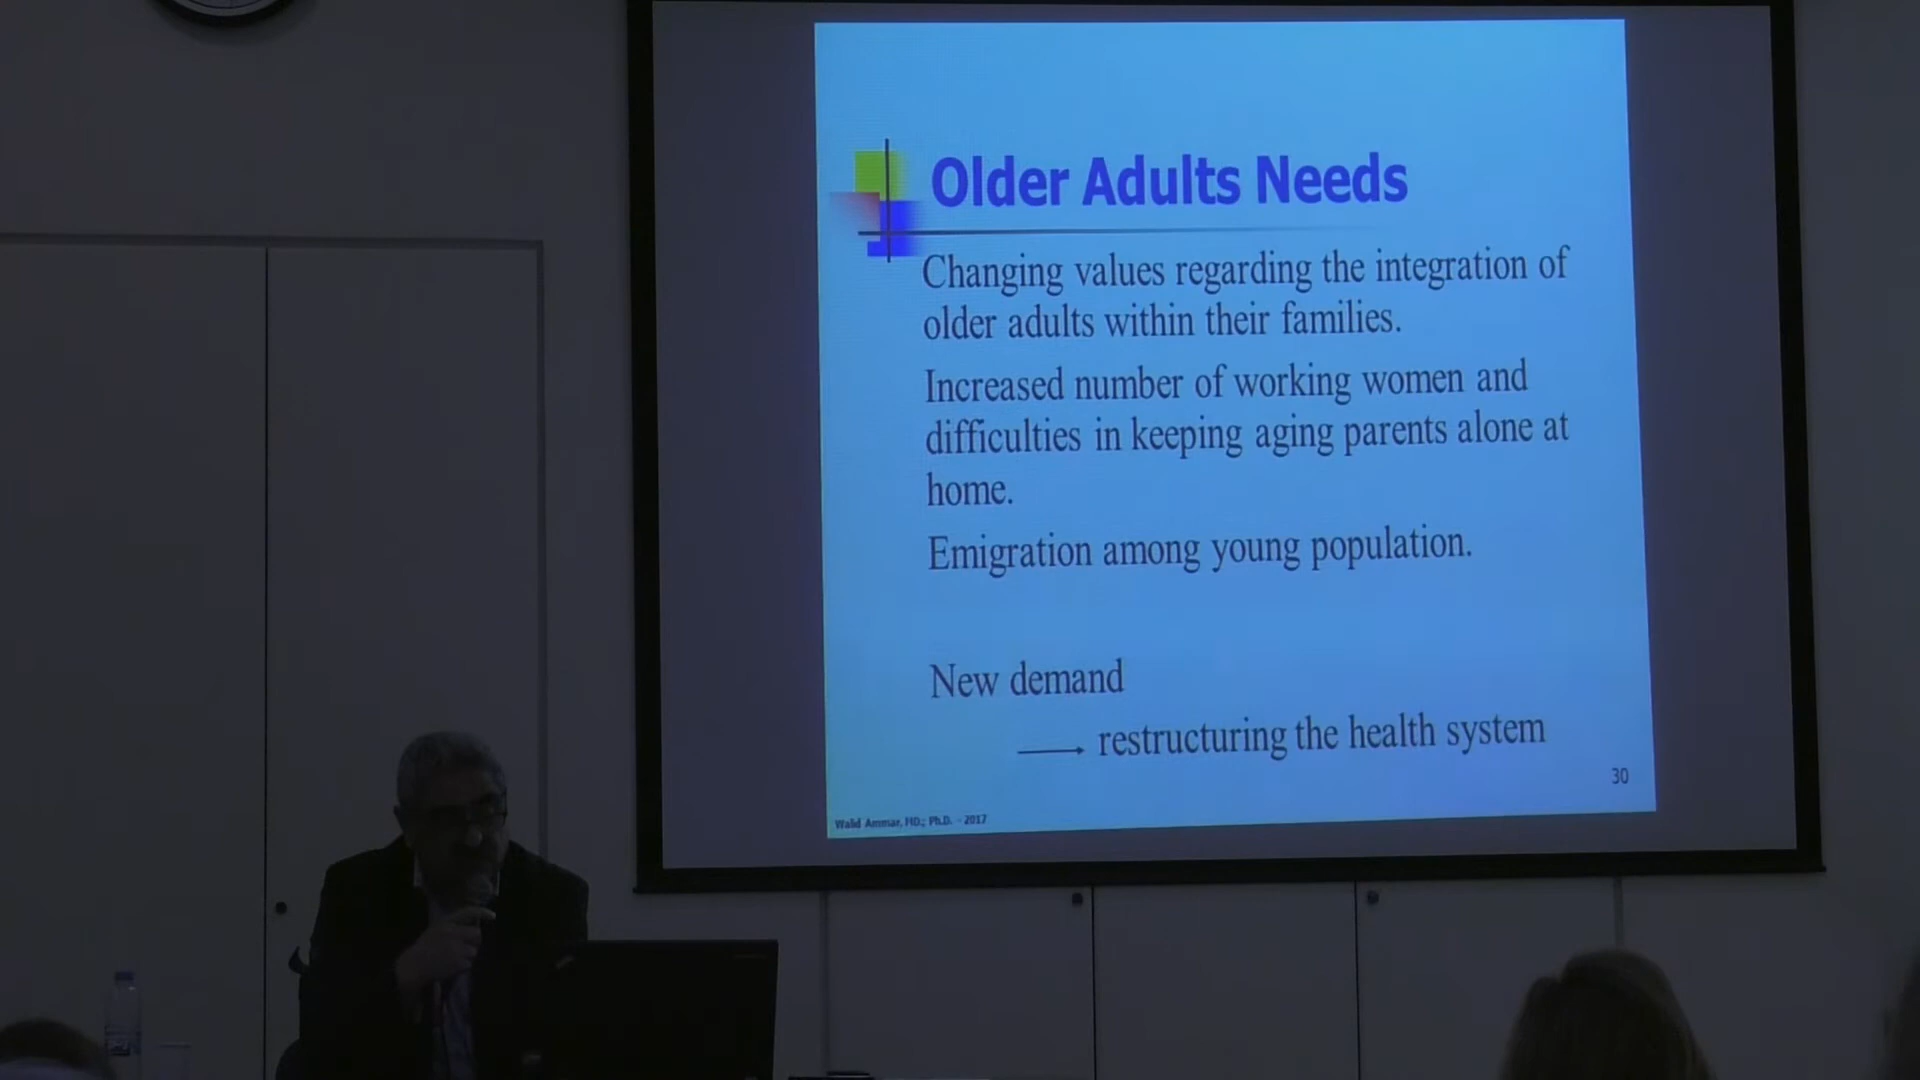 Older Adults Needs
Changing values regarding the integration of
older adults within their families.
Increased number of working women and
difficulties in keeping aging parents alone at
home.
Emigration among young population.
New demand
restructuring the health system
30
Walid Ammar, MD; Ph.D. - 2017